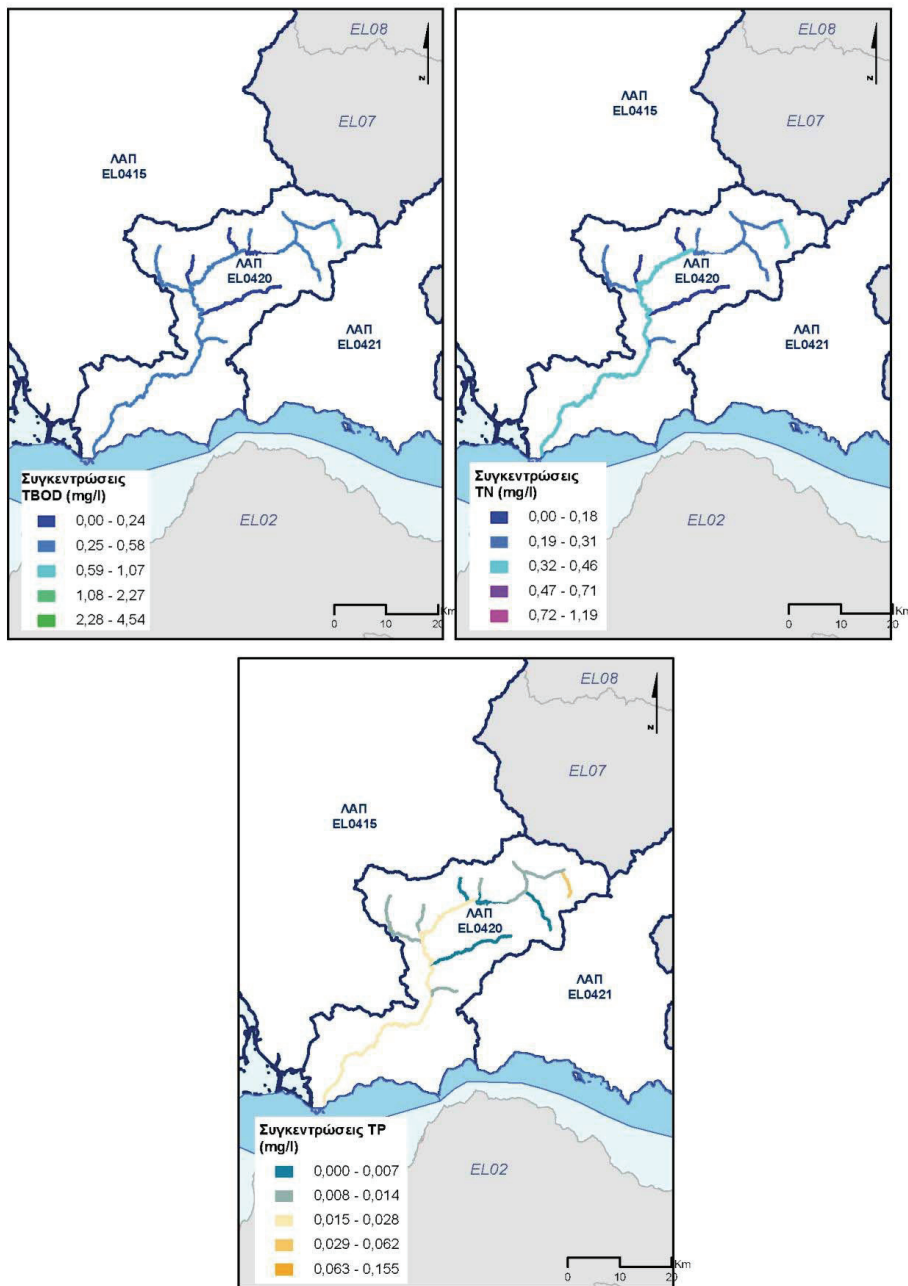 EL08
N
EL07
ΛΑΠ
EL0415
ΛΑΠ
EL0420
ΛΑΠ
EL0421
EL02
Συγκεντρώσεις
TBOD (mg/l)
0,00 - 0,24
0,25 - 0,58
0,59 - 1,07
1,08 - 2,27
2,28 - 4,54
Km
0 10 20
EL08
N
ΛΑΠ
EL0415
EL07
ΛΑΠ
EL0420
ΛΑΠ
EL0421
EL02
Συγκεντρώσεις
TN (mg/l)
0,00 - 0,18
0,19 - 0,31
0,32 - 0,46
0,47 - 0,71
0,72 - 1,19
Km
0 10 20
EL08
N
EL07
ΛΑΠ
EL0415
ΛΑΠ
EL0420
ΛΑΠ
EL0421
EL02
Συγκεντρώσεις TP
(mg/l)
0,000 - 0,007
0,008 - 0,014
0,015 - 0,028
0,029 - 0,062
0,063 - 0,155
Km
0 10 20